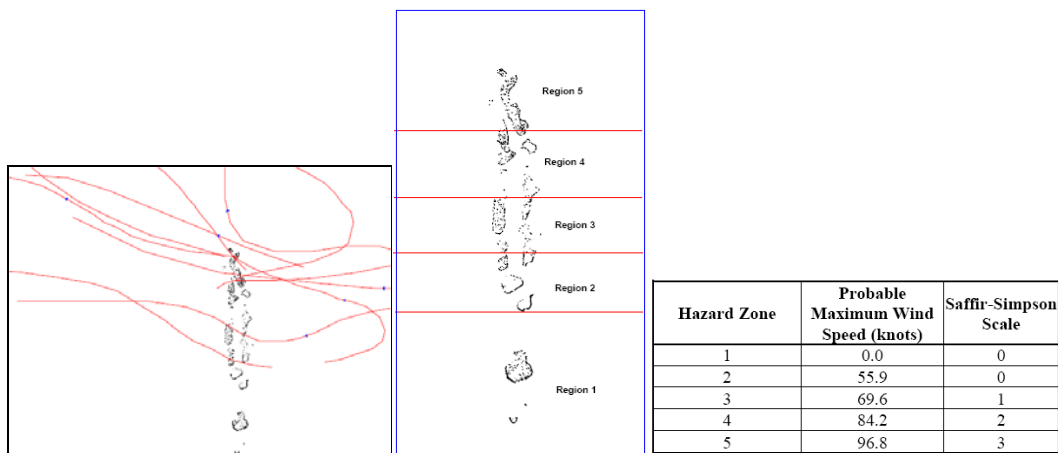 Region 5
Region 4
Region 3
Region 2
Region 1
Hazard Zone
Probable
Maximum Wind
Speed (knots)
Saffir-Simpson
Scale
1 0.0 0
2 55.9 0
3 69.6 1
4 84.2 2
5 96.8 3